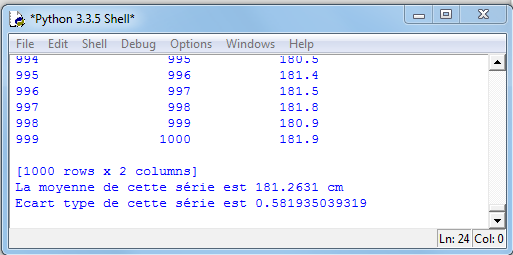 *Python 3.3.5 Shell*
File Edit Shell Debug Options Windows Help
994 995 180.5
995 996 181.4
996 997 181.5
997 998 181.8
998 999 180.9
999 1000 181.9
[1000 rows x 2 columns]
La moyenne de cette série est 181.2631 cm
Ecart type de cette série est 0.581935039319
Ln: 24 Col: 0